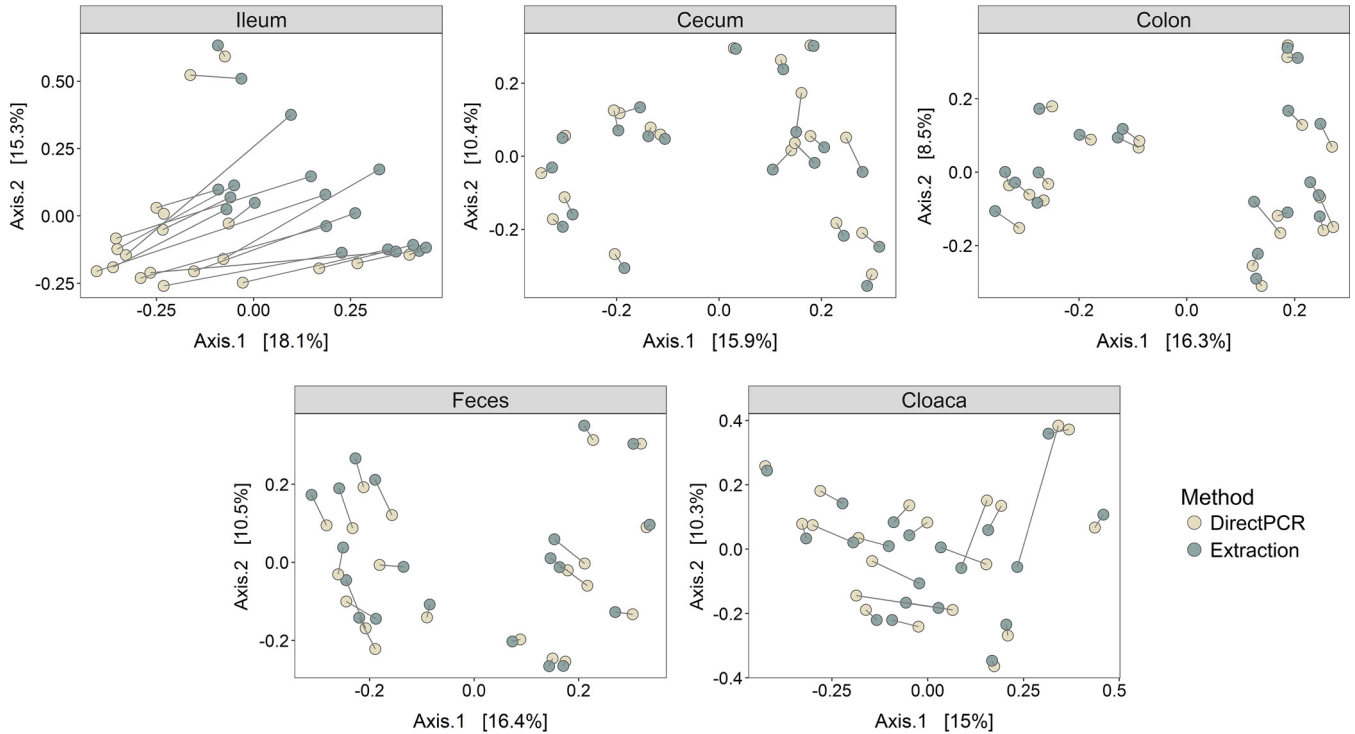 Ileum
Cecum
Colon
Axis.2 [15.3%]
0.50
0.25
0.00
-0.25
-0.25
0.00
0.25
Axis.1 [18.1%]
Axis.2 [10.4%]
0.2
0.0
-0.2
-0.2
0.0
0.2
Axis.1 [15.9%]
Axis.2 [8.5%]
0.2
0.0
-0.2
-0.2
0.0
0.2
Axis.1 [16.3%]
Feces
Cloaca
Axis.2 [10.5%]
0.2
0.0
-0.2
-0.2
0.0
0.2
Axis.1 [16.4%]
Axis.2 [10.3%]
0.4
0.2
0.0
-0.2
-0.4
-0.25
0.00
0.25
0.50
Axis.1 [15%]
Method
DirectPCR
Extraction